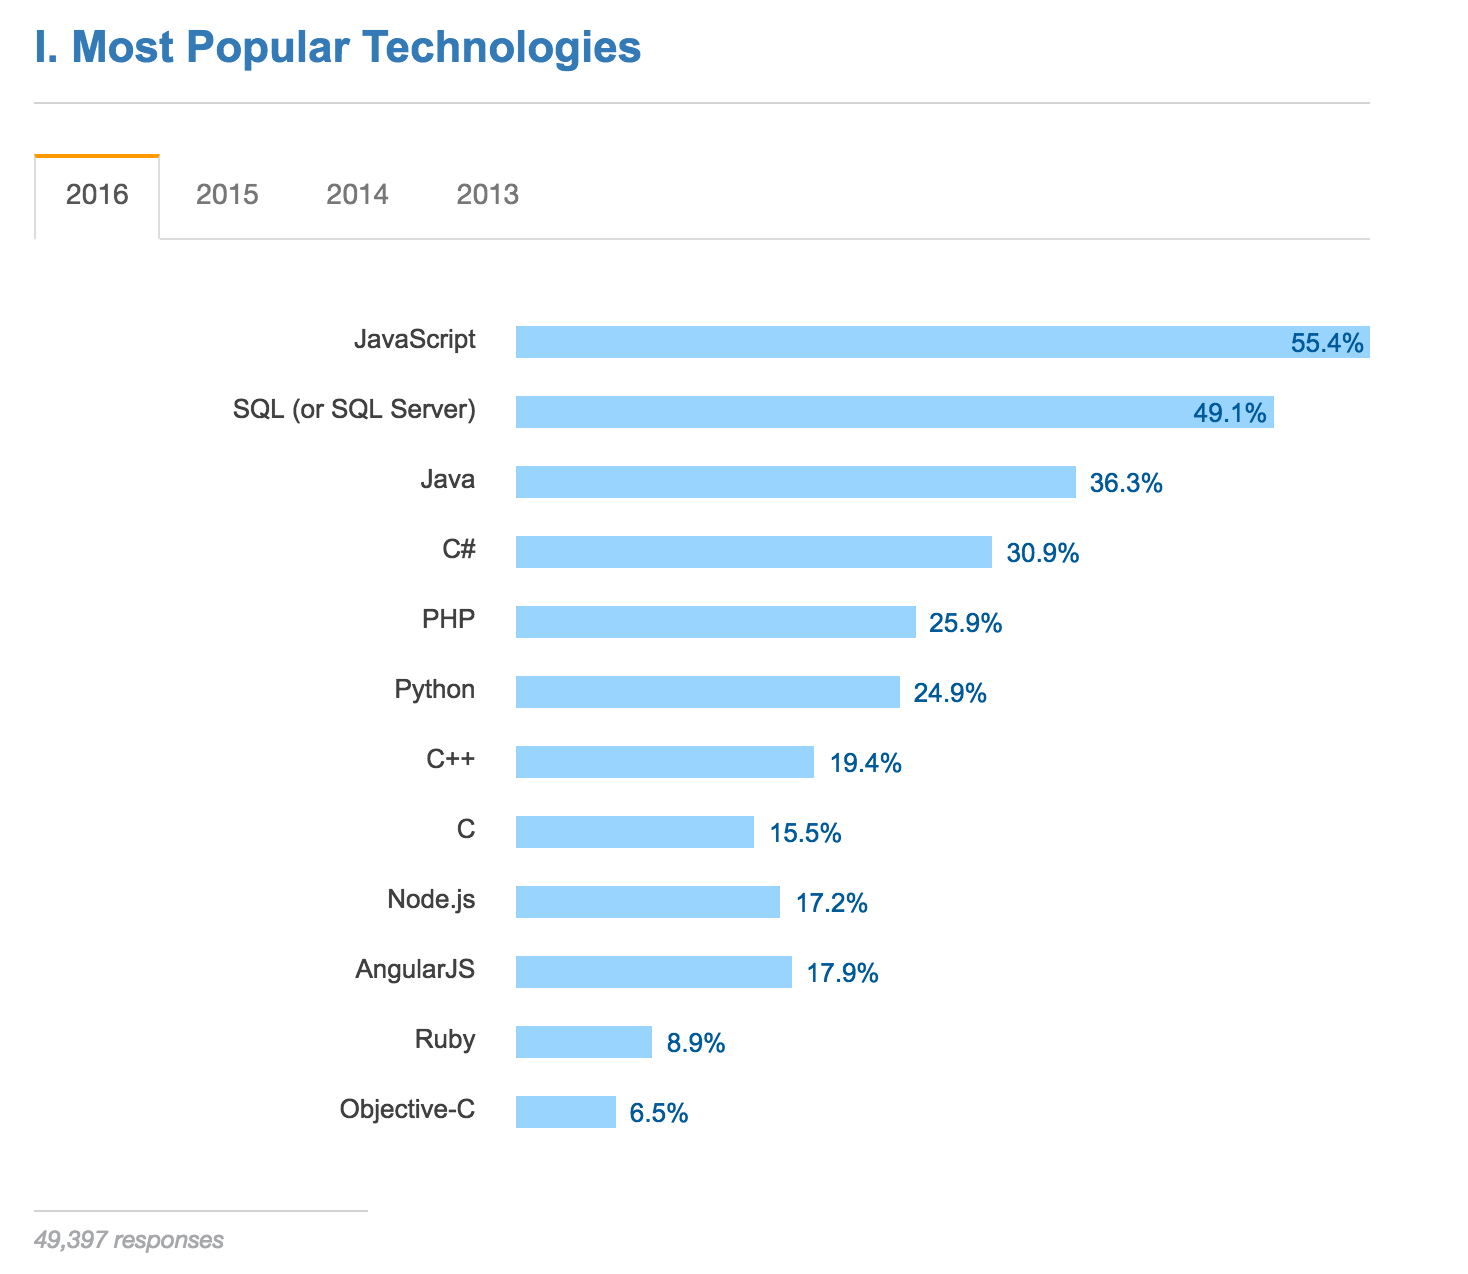 I. Most Popular Technologies
2016 2015 2014 2013
JavaScript 55.4%
SQL (or SQL Server) 49.1%
Java 36.3%
C# 30.9%
PHP 25.9%
Python 24.9%
C++ 19.4%
C 15.5%
Node.js 17.2%
AngularJS 17.9%
Ruby 8.9%
Objective-C 6.5%
49,397 responses